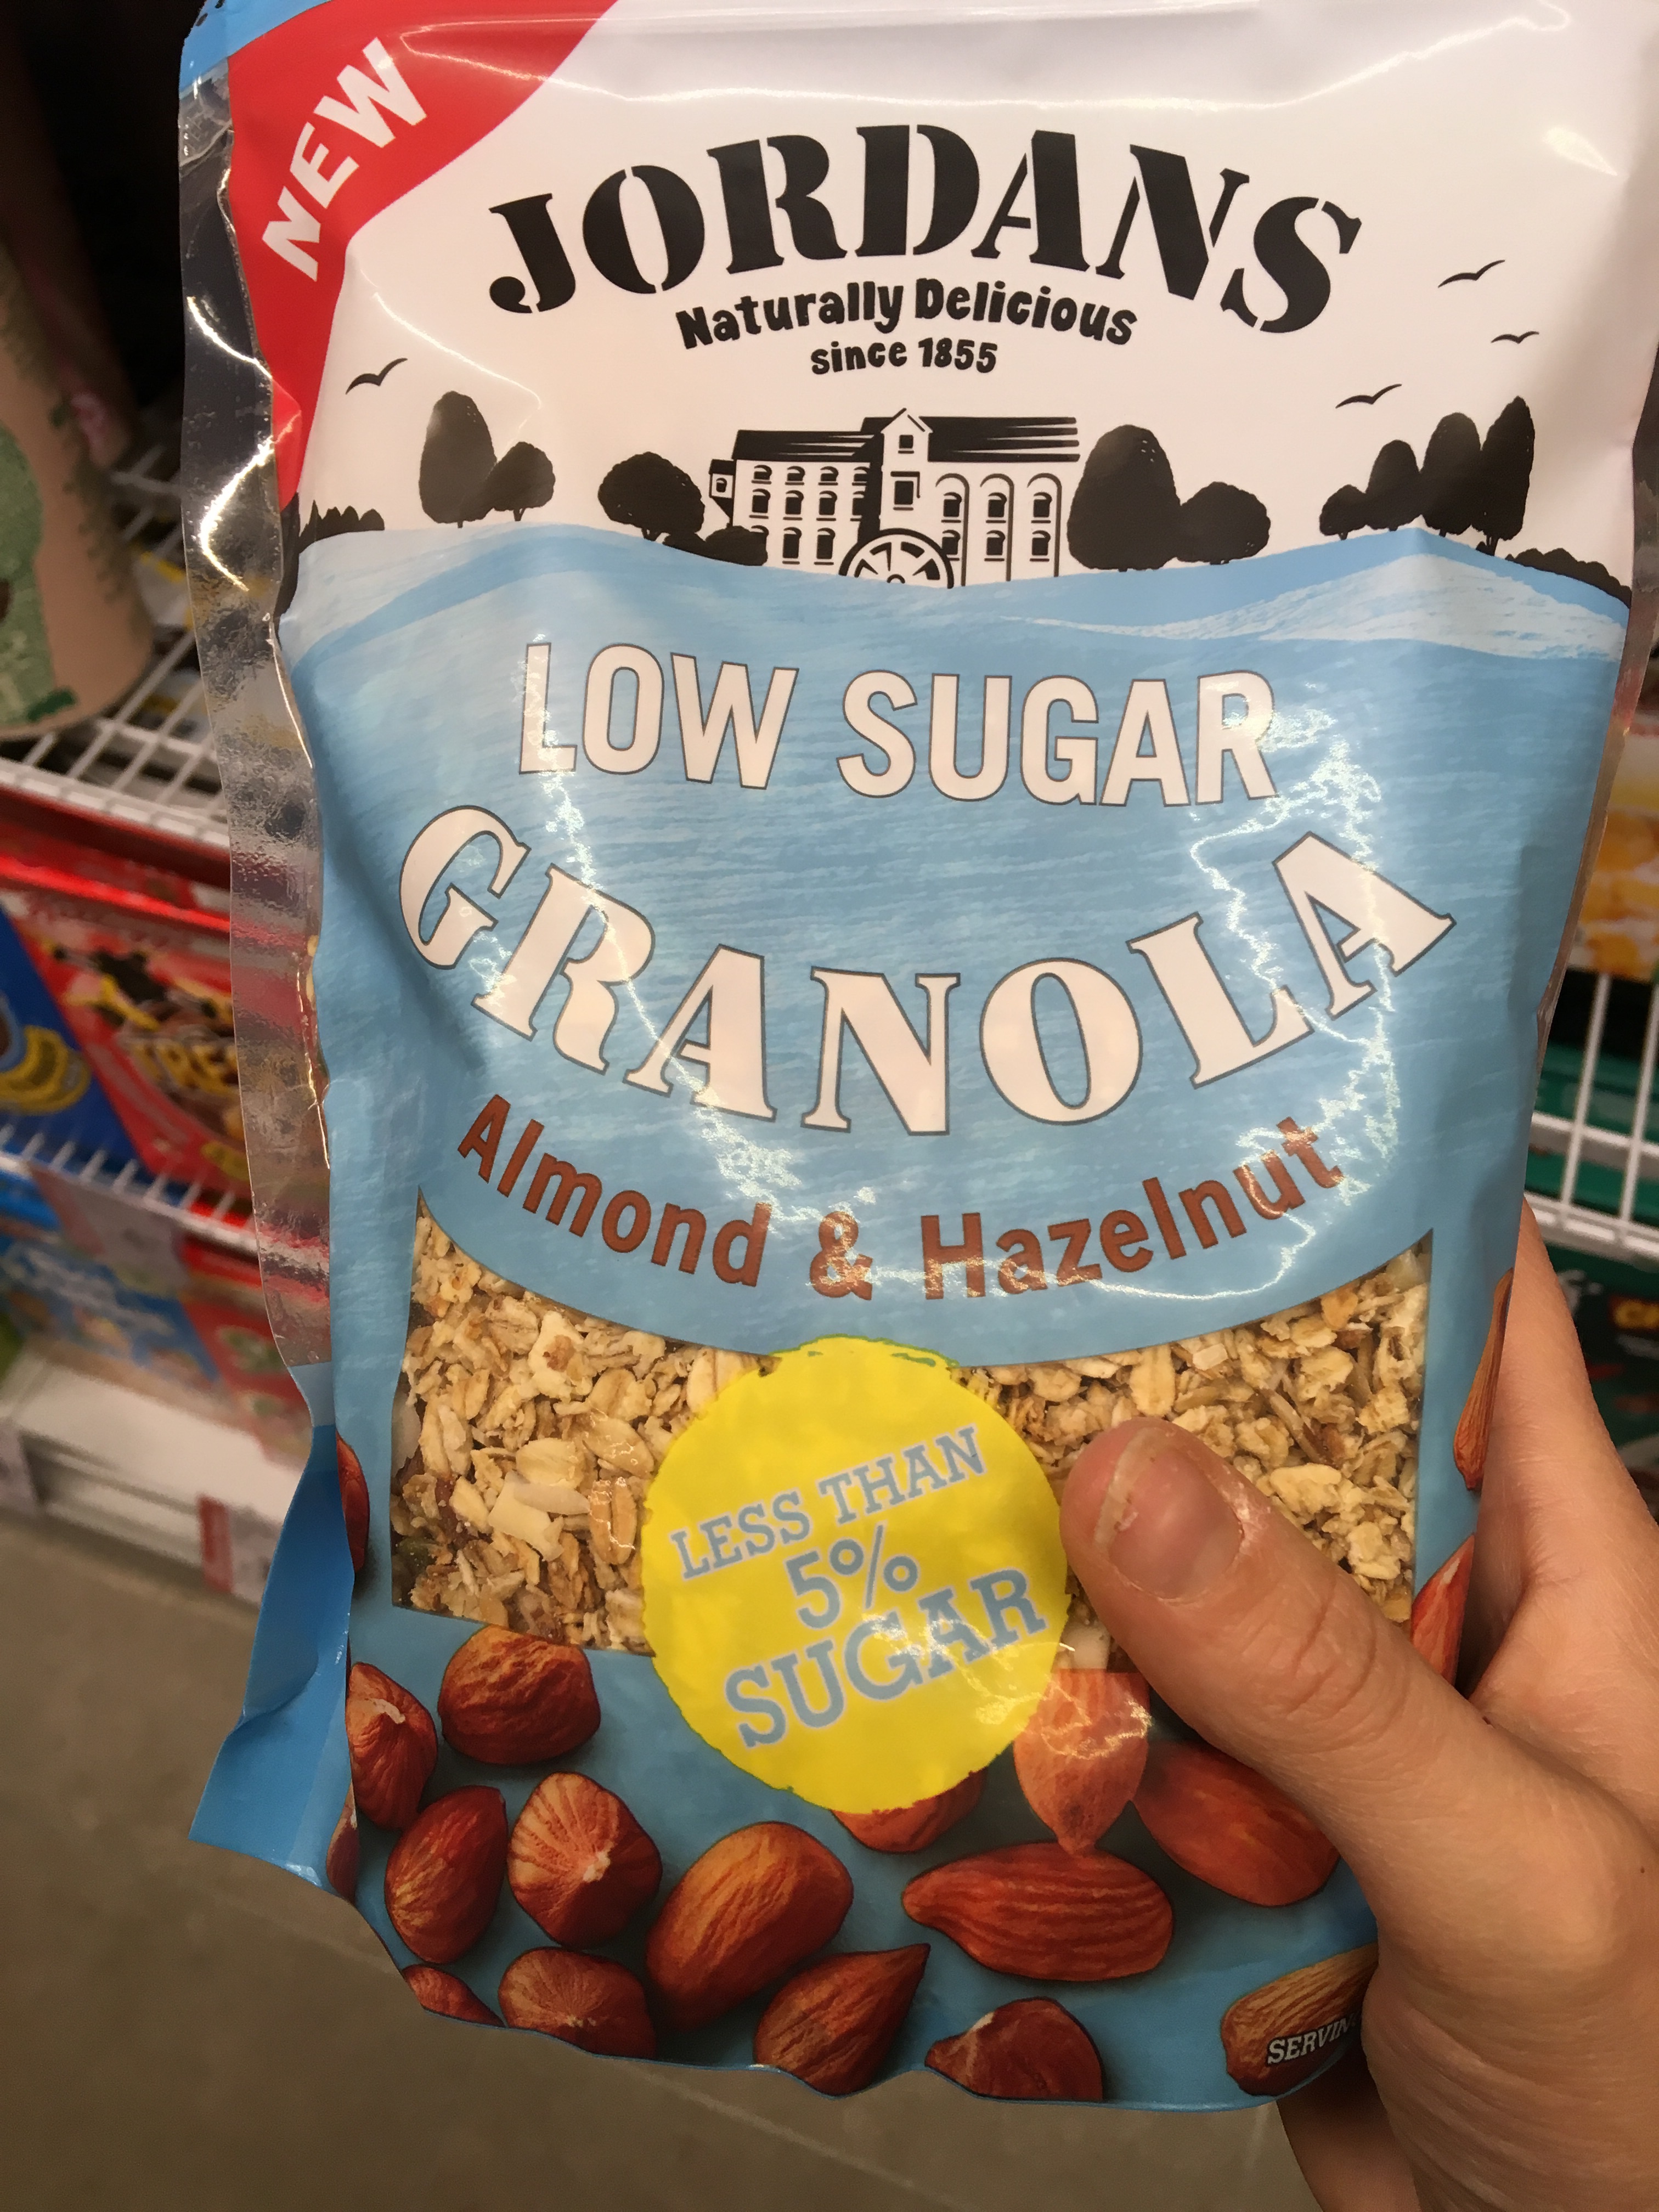 NEW
JORDANS
Naturally Delicious
since 1855
LOW SUGAR
GRANOLA
Almond & Hazelnut
LESS THAN
5%
SUGAR